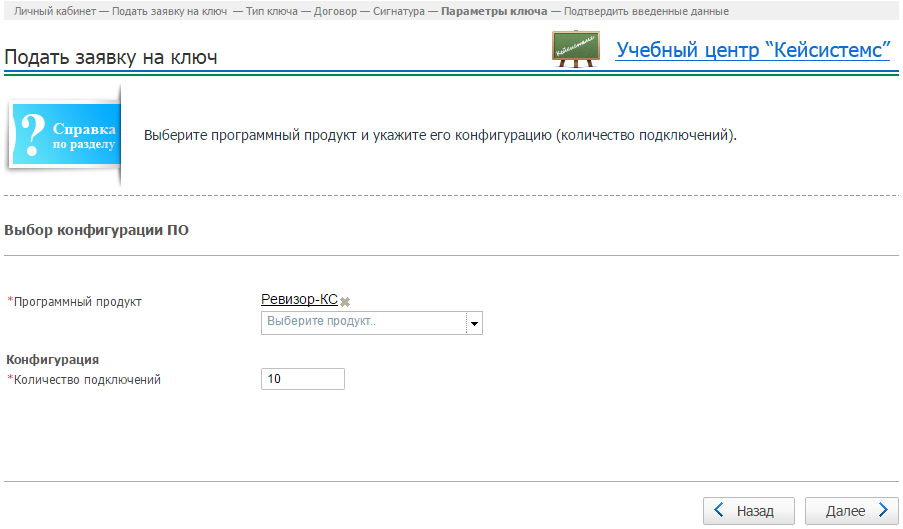 Личный кабинет — Подать заявку на ключ — Тип ключа — Договор — Сигнатура — Параметры ключа — Подтвердить введенные данные
Подать заявку на ключ
Кейсистемс
Учебный центр “Кейсистемс”
? Справка
по разделу
Выберите программный продукт и укажите его конфигурацию (количество подключений).
Выбор конфигурации ПО
*Программный продукт
Ревизор-КС
Выберите продукт..
Конфигурация
*Количество подключений
10
Назад
Далее